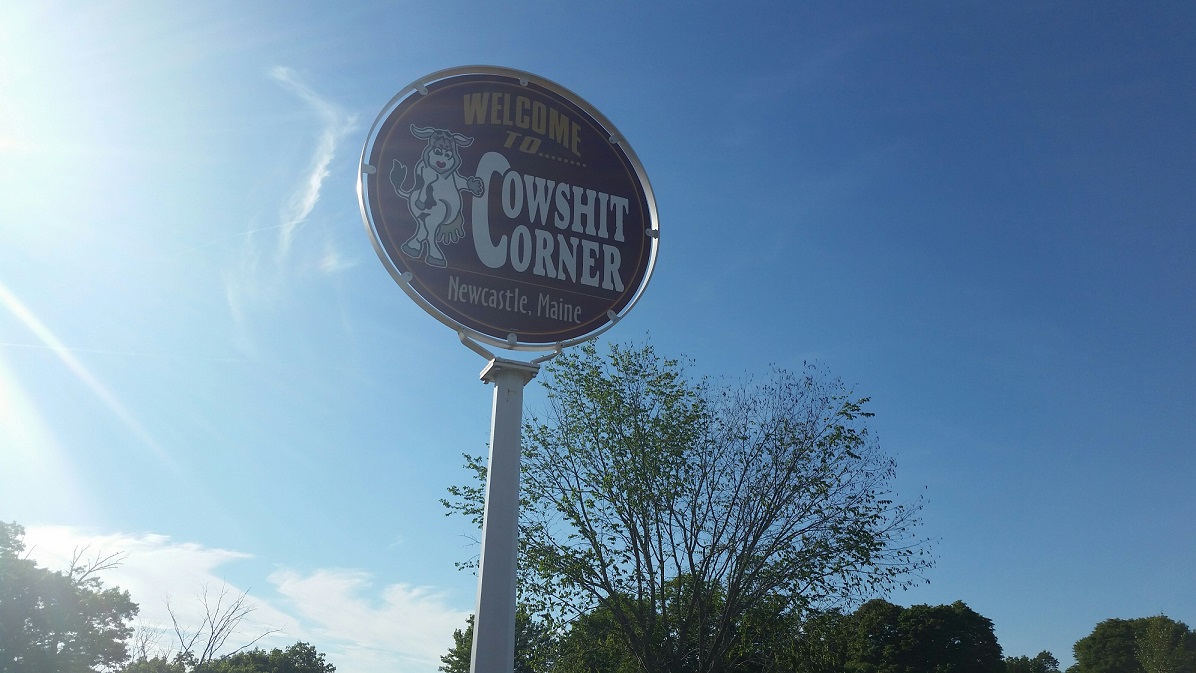 WELCOME
TO........
COWSHIT
CORNER
Newcastle, Maine